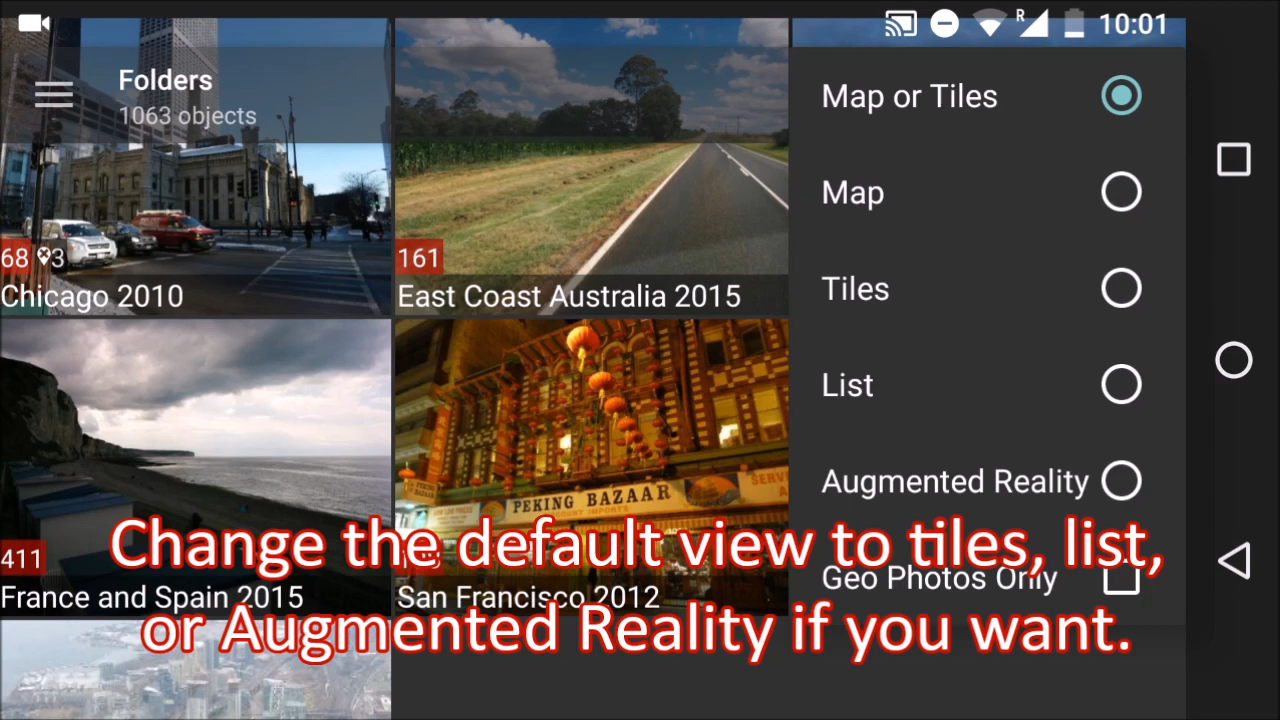 R 10:01
Folders
1063 objects
68 3
Chicago 2010
161
East Coast Australia 2015
Map or Tiles
Map
Tiles
List
Augmented Reality
Geo Photos Only
411
France and Spain 2015
PEKING BAZAAR
San Francisco 2012
Change the default view to tiles, list,
or Augmented Reality if you want.